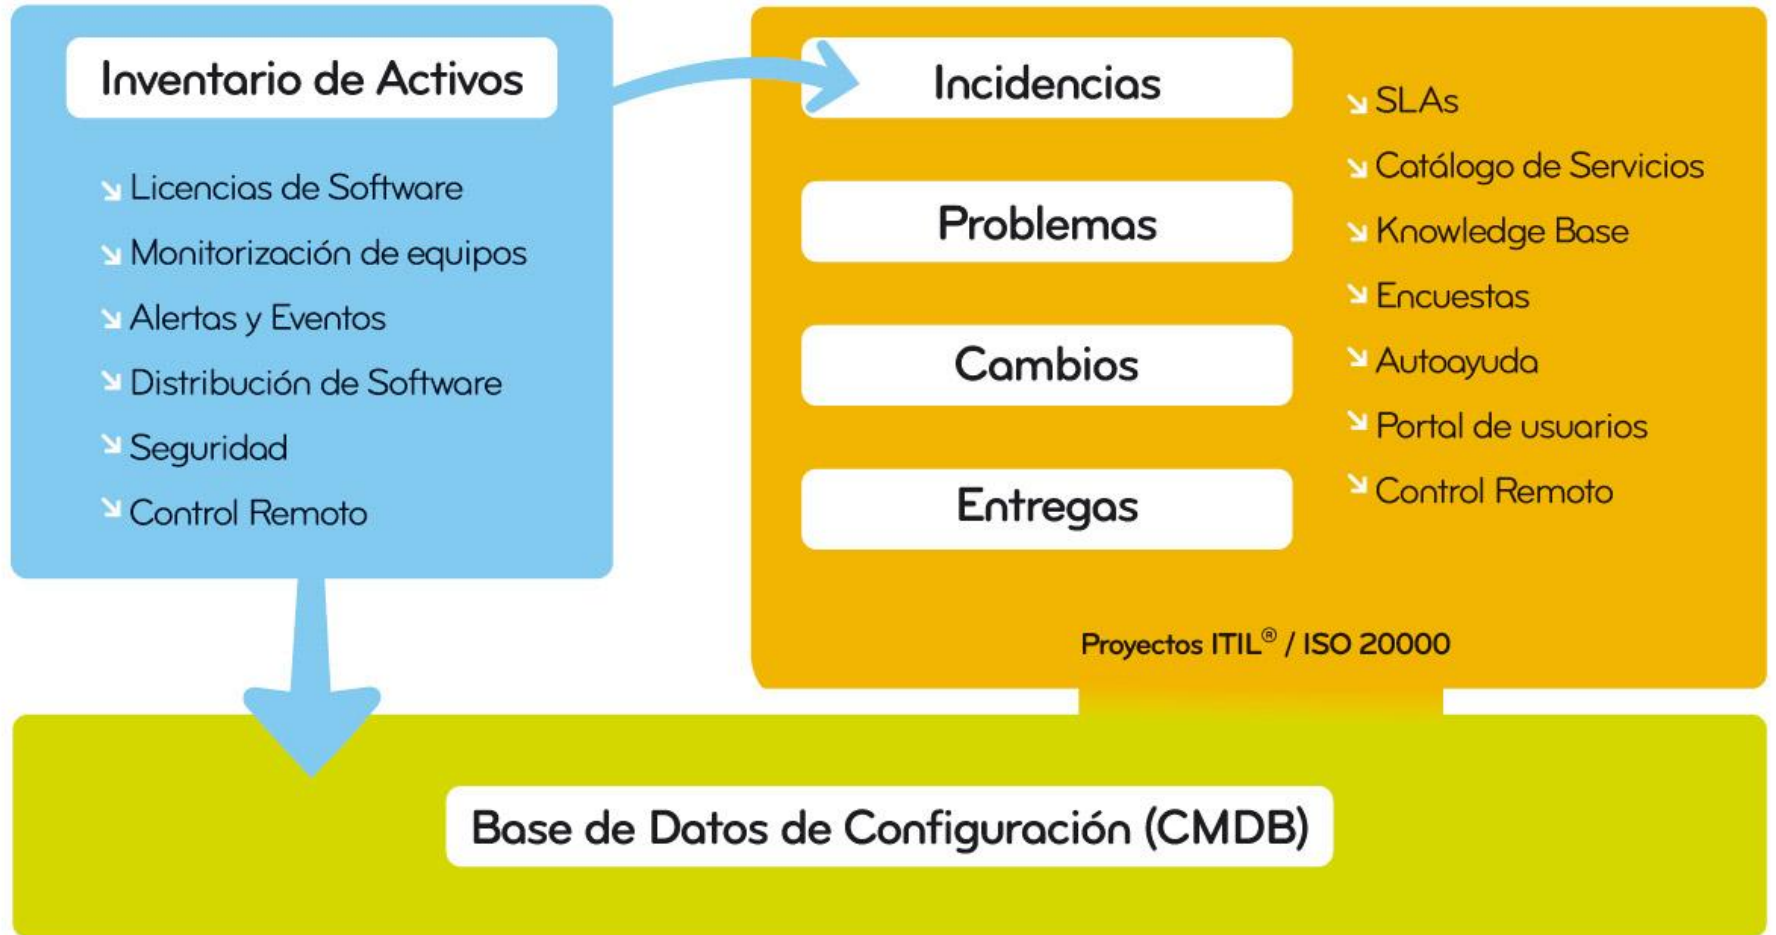 Inventario de Activos
Licencias de Software
Monitorización de equipos
Alertas y Eventos
Distribución de Software
Seguridad
Control Remoto
Incidencias
Problemas
Cambios
Entregas
SLAs
Catálogo de Servicios
Knowledge Base
Encuestas
Autoayuda
Portal de usuarios
Control Remoto
Proyectos ITIL® / ISO 20000
Base de Datos de Configuración (CMDB)